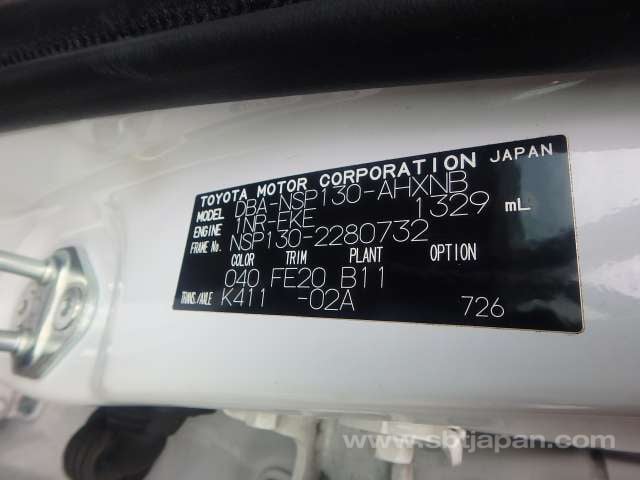 TOYOTA MOTOR CORPORATION JAPAN
MODEL DBA-NSP130-AHXNB
ENGINE 1NR-FKE 1329 mL
FRAME No. NSP130-2280732
COLOR TRIM PLANT OPTION
040 FE20 B11
TRANS./AXLE K411 -02A
726
www.sbtjapan.com